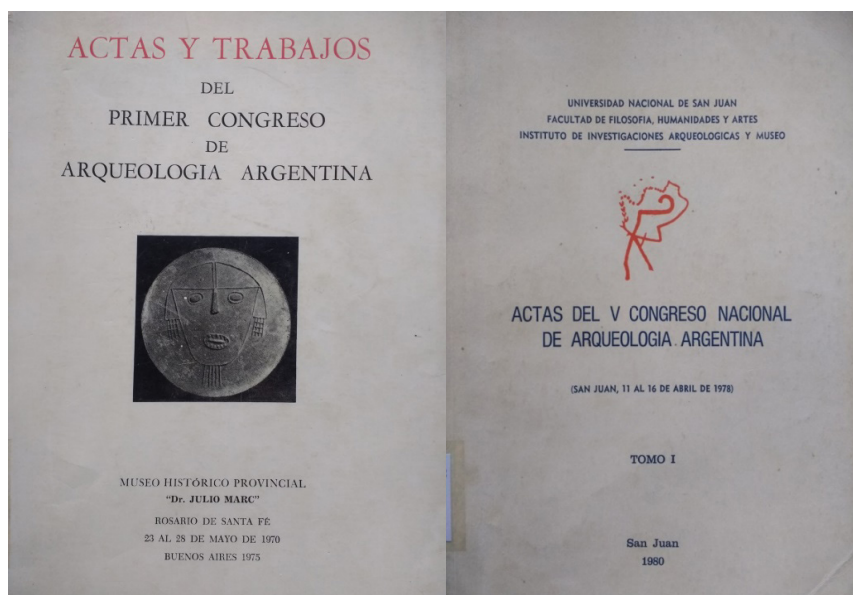 ACTAS Y TRABAJOS
DEL
PRIMER CONGRESO
DE
ARQUEOLOGIA ARGENTINA
MUSEO HISTÓRICO PROVINCIAL
"Dr. JULIO MARC"
ROSARIO DE SANTA FÉ
23 AL 28 DE MAYO DE 1970
BUENOS AIRES 1975
UNIVERSIDAD NACIONAL DE SAN JUAN
FACULTAD DE FILOSOFIA, HUMANIDADES Y ARTES
INSTITUTO DE INVESTIGACIONES ARQUEOLOGICAS Y MUSEO
ACTAS DEL V CONGRESO NACIONAL
DE ARQUEOLOGIA ARGENTINA
(SAN JUAN, 11 AL 16 DE ABRIL DE 1978)
TOMO I
San Juan
1980